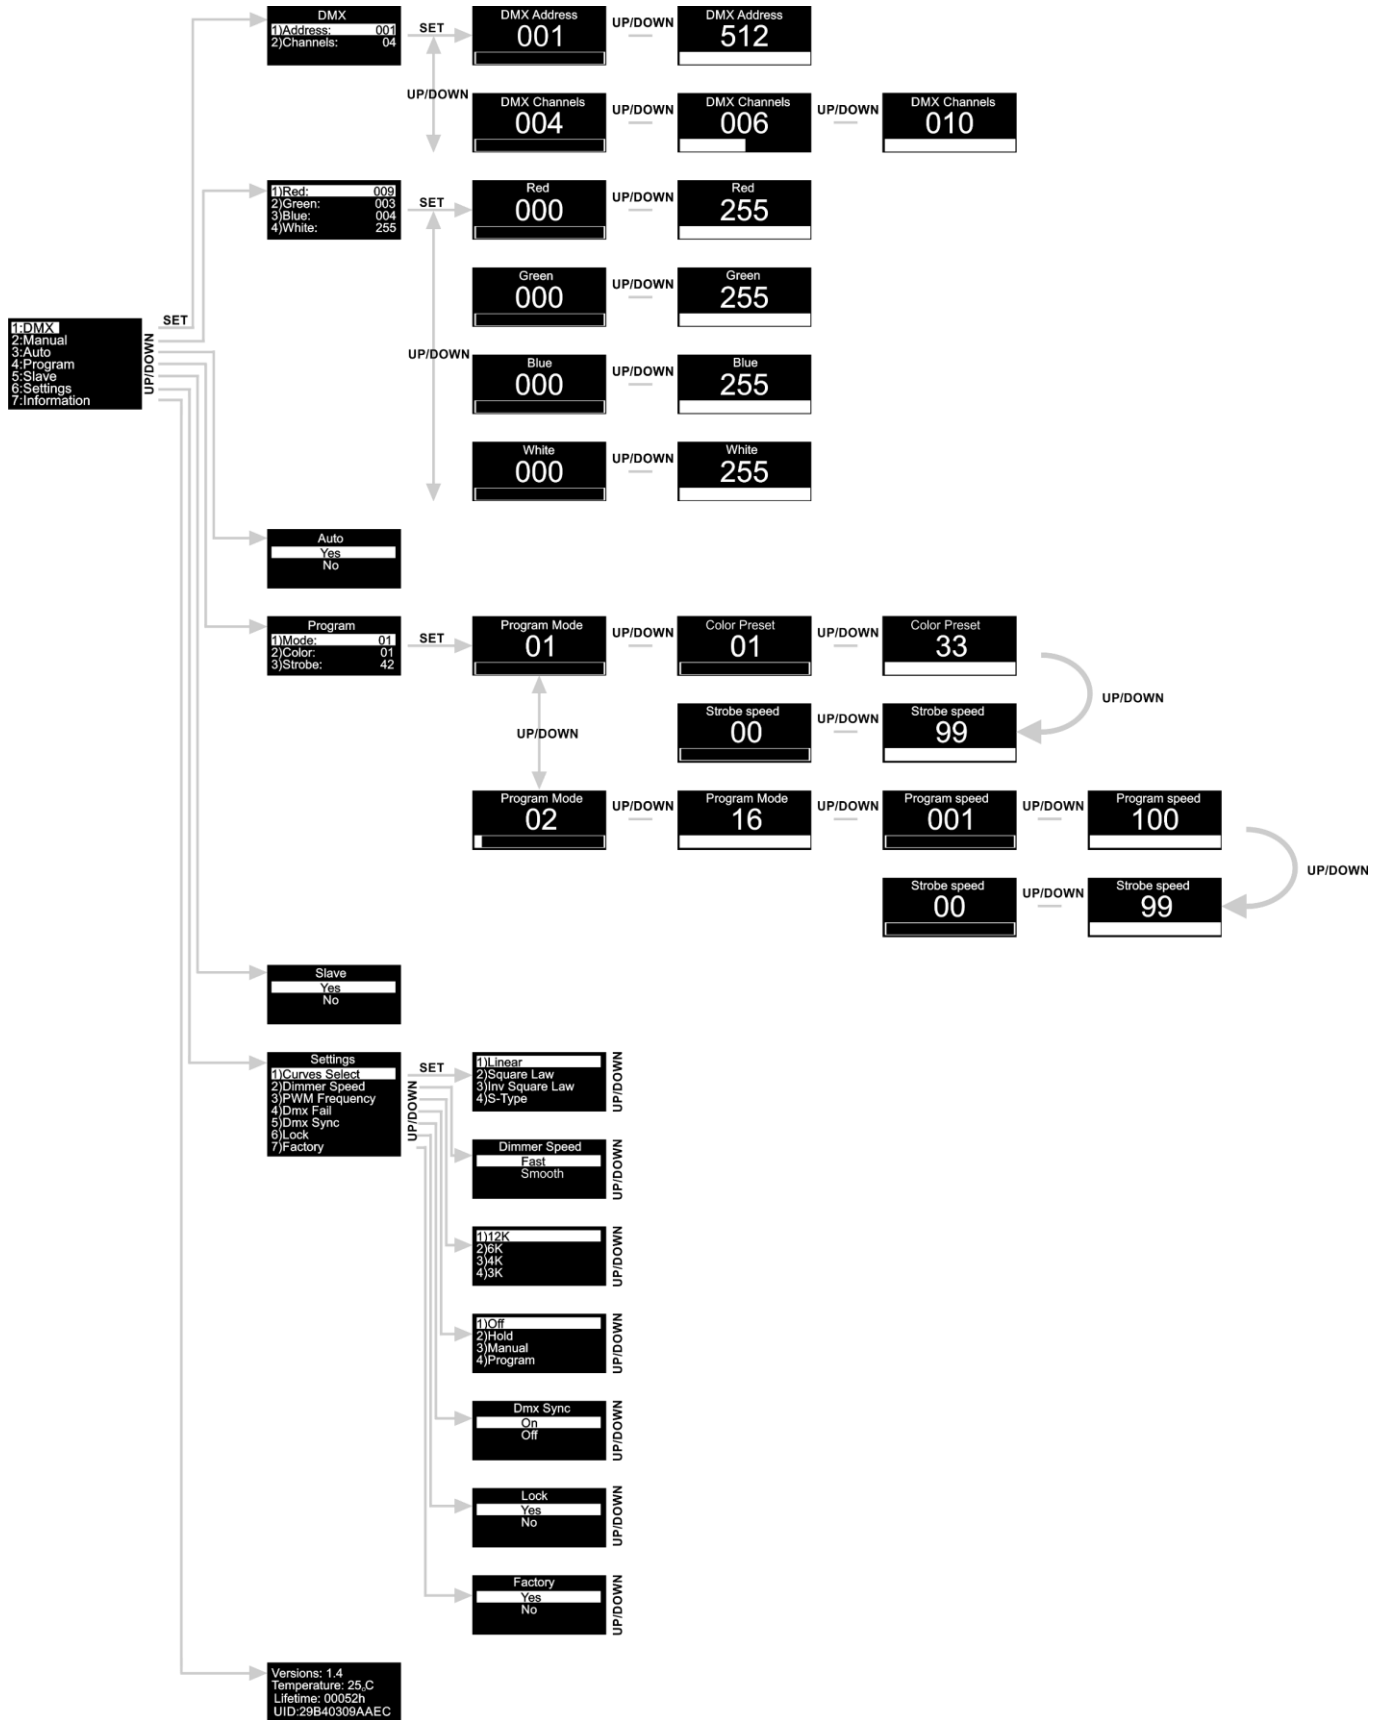 DMX
1)Address: 001
2)Channels: 04
SET
UP/DOWN
DMX Address
001
UP/DOWN
DMX Address
512
DMX Channels
004
UP/DOWN
DMX Channels
006
UP/DOWN
DMX Channels
010
1)Red: 009
2)Green: 003
3)Blue: 004
4)White: 255
SET
UP/DOWN
Red
000
UP/DOWN
Red
255
Green
000
UP/DOWN
Green
255
Blue
000
UP/DOWN
Blue
255
White
000
UP/DOWN
White
255
1:DMX
2:Manual
3:Auto
4:Program
5:Slave
6:Settings
7:Information
SET
UP/DOWN
Auto
Yes
No
Program
1)Mode: 01
2)Color: 01
3)Strobe: 42
SET
Program Mode
01
UP/DOWN
Color Preset
01
UP/DOWN
Color Preset
33
UP/DOWN
Strobe speed
00
UP/DOWN
Strobe speed
99
UP/DOWN
Program Mode
02
UP/DOWN
Program Mode
16
UP/DOWN
Program speed
001
UP/DOWN
Program speed
100
UP/DOWN
Strobe speed
00
UP/DOWN
Strobe speed
99
Slave
Yes
No
Settings
1)Curves Select
2)Dimmer Speed
3)PWM Frequency
4)Dmx Fail
5)Dmx Sync
6)Lock
7)Factory
SET
UP/DOWN
1)Linear
2)Square Law
3)Inv Square Law
4)S-Type
UP/DOWN
Dimmer Speed
Fast
Smooth
UP/DOWN
1)12K
2)6K
3)4K
4)3K
UP/DOWN
1)Off
2)Hold
3)Manual
4)Program
UP/DOWN
Dmx Sync
On
Off
UP/DOWN
Lock
Yes
No
UP/DOWN
Factory
Yes
No
UP/DOWN
Versions: 1.4
Temperature: 25°C
Lifetime: 00052h
UID:29B40309AAEC